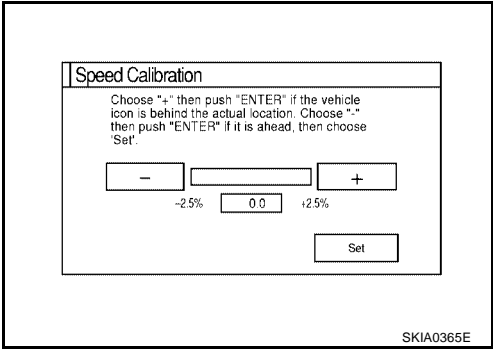 Speed Calibration
Choose "+" then push "ENTER" if the vehicle
icon is behind the actual location. Choose "-"
then push "ENTER" if it is ahead, then choose
'Set'.
− +
−2.5% 0.0 +2.5%
Set
SKIA0365E